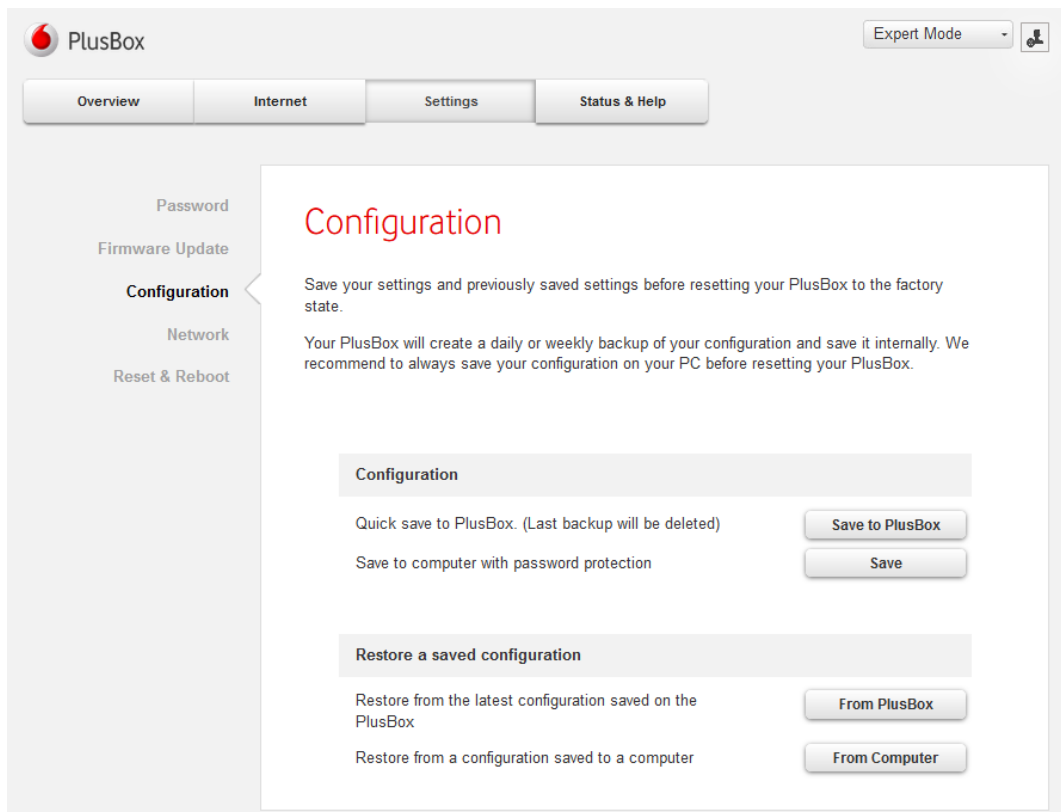 PlusBox
Expert Mode
Overview
Internet
Settings
Status & Help
Password
Firmware Update
Configuration
Network
Reset & Reboot
Configuration
Save your settings and previously saved settings before resetting your PlusBox to the factory
state.
Your PlusBox will create a daily or weekly backup of your configuration and save it internally. We
recommend to always save your configuration on your PC before resetting your PlusBox.
Configuration
Quick save to PlusBox. (Last backup will be deleted)
Save to PlusBox
Save to computer with password protection
Save
Restore a saved configuration
Restore from the latest configuration saved on the
PlusBox
From PlusBox
Restore from a configuration saved to a computer
From Computer